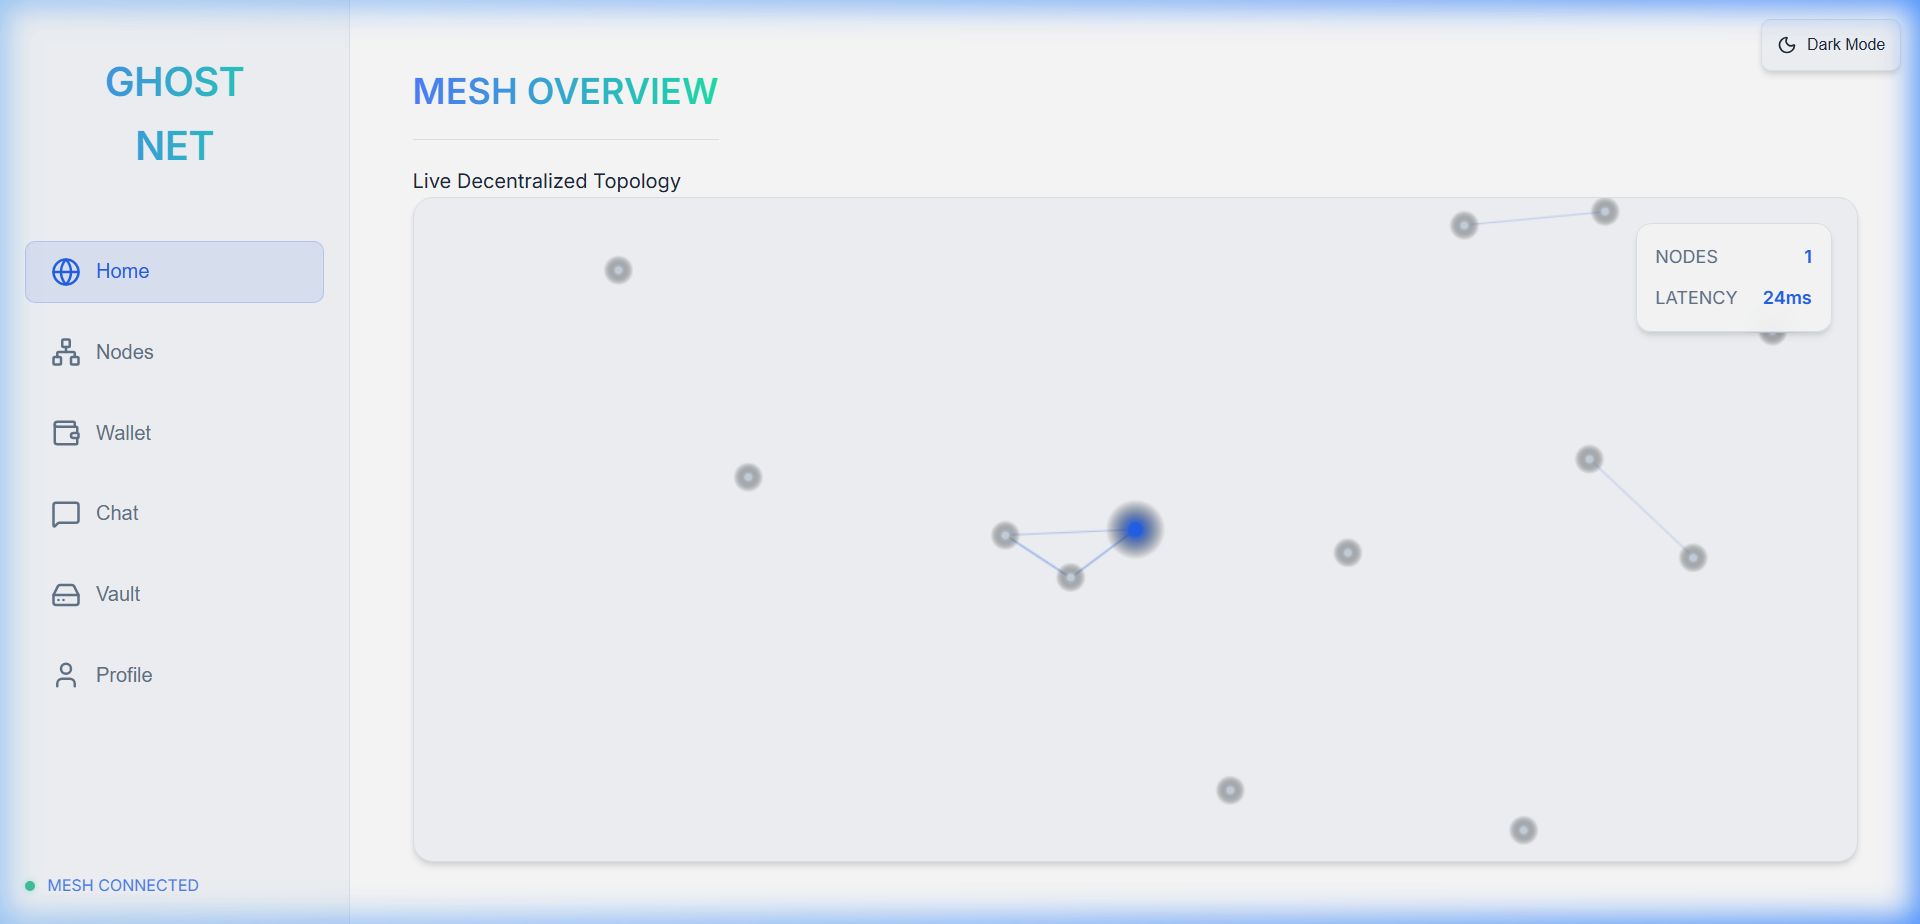 GHOST
NET
Home
Nodes
Wallet
Chat
Vault
Profile
MESH CONNECTED
Dark Mode
MESH OVERVIEW
Live Decentralized Topology
NODES 1
LATENCY 24ms